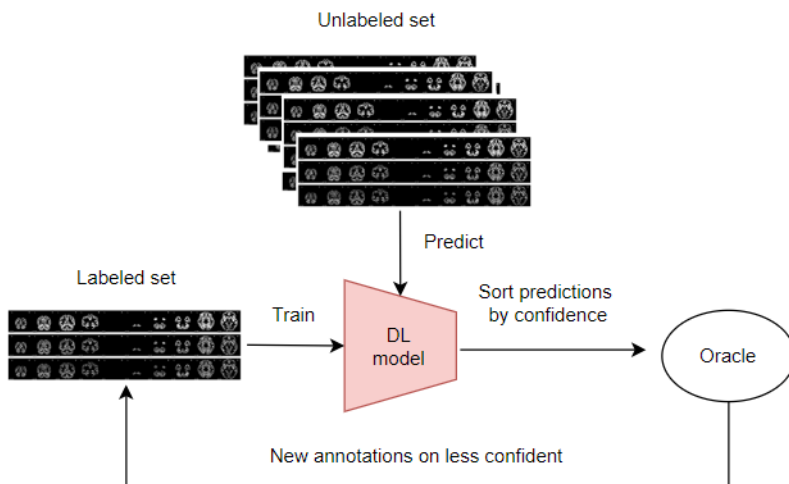 Unlabeled set
Predict
Labeled set
Train
DL
model
Sort predictions
by confidence
Oracle
New annotations on less confident